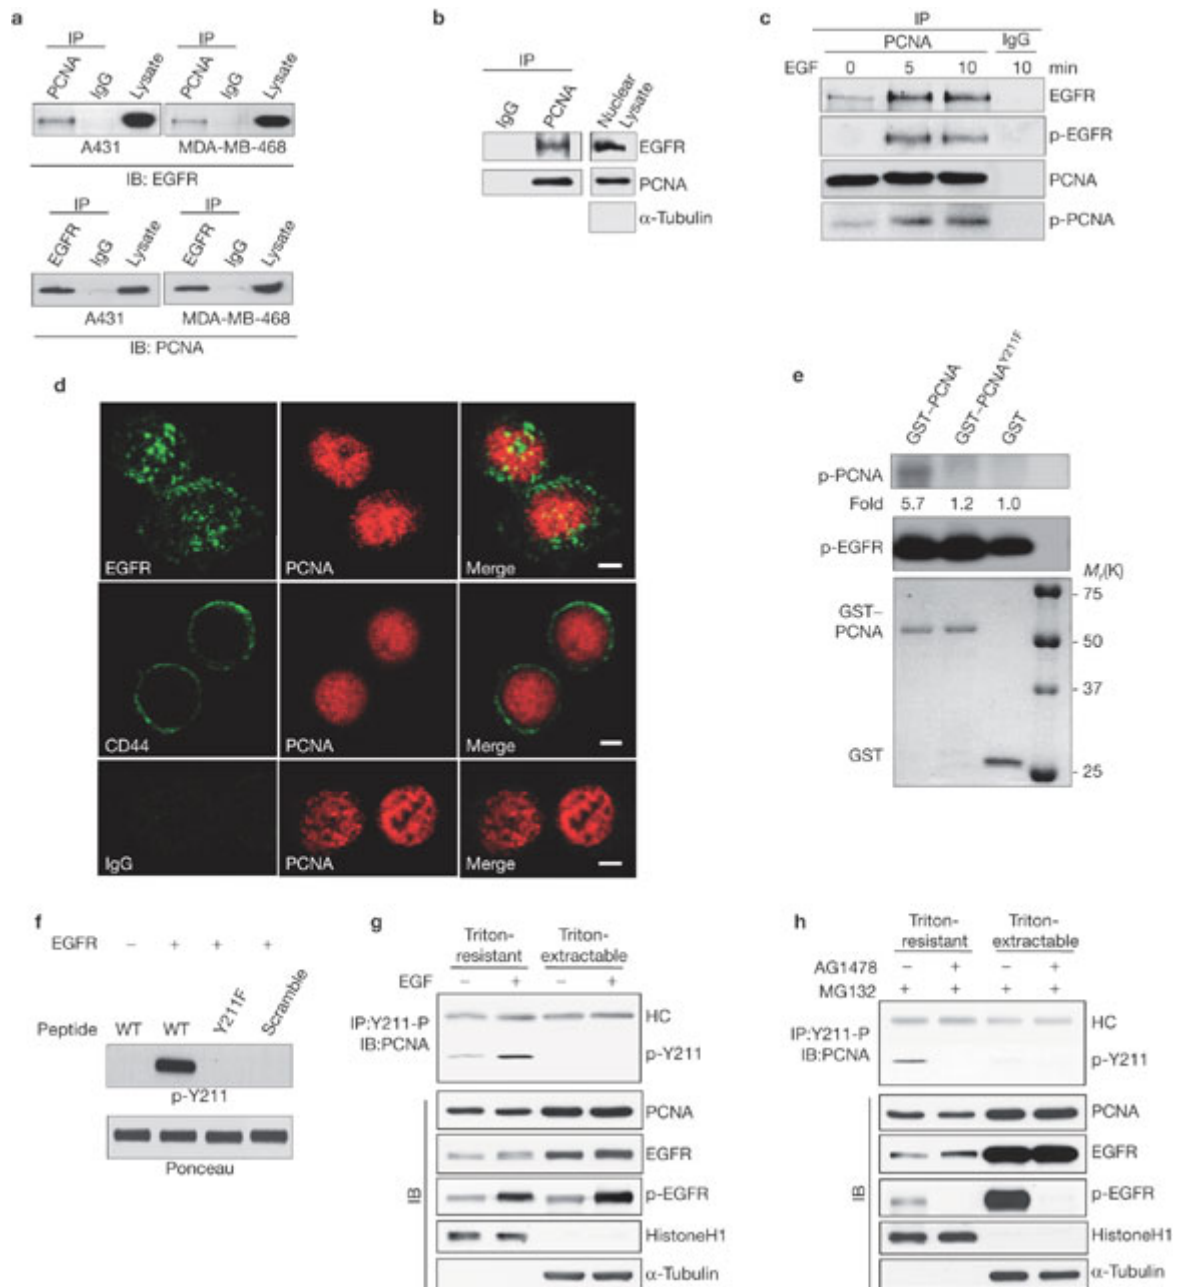 a
IP
IP
PCNA IgG Lysate PCNA IgG Lysate
A431 MDA-MB-468
IB: EGFR
IP
IP
EGFR IgG Lysate EGFR IgG Lysate
A431 MDA-MB-468
IB: PCNA
b
IP
IgG PCNA Nuclear Lysate
EGFR
PCNA
α-Tubulin
c
IP
PCNA IgG
EGF 0 5 10 10 min
EGFR
p-EGFR
PCNA
p-PCNA
d
EGFR PCNA Merge
CD44 PCNA Merge
IgG PCNA Merge
e
GST–PCNA GST–PCNAY211F GST
p-PCNA
Fold 5.7 1.2 1.0
p-EGFR
Mr(K)
75
GST–
PCNA
50
37
GST
25
f
EGFR – + + +
Peptide WT WT Y211F Scramble
p-Y211
Ponceau
g
Triton-
resistant
Triton-
extractable
EGF – + – +
IP:Y211-P
IB:PCNA
HC
p-Y211
IB
PCNA
EGFR
p-EGFR
HistoneH1
α-Tubulin
h
Triton-
resistant
Triton-
extractable
AG1478 – + – +
MG132 + + + +
IP:Y211-P
IB:PCNA
HC
p-Y211
IB
PCNA
EGFR
p-EGFR
HistoneH1
α-Tubulin